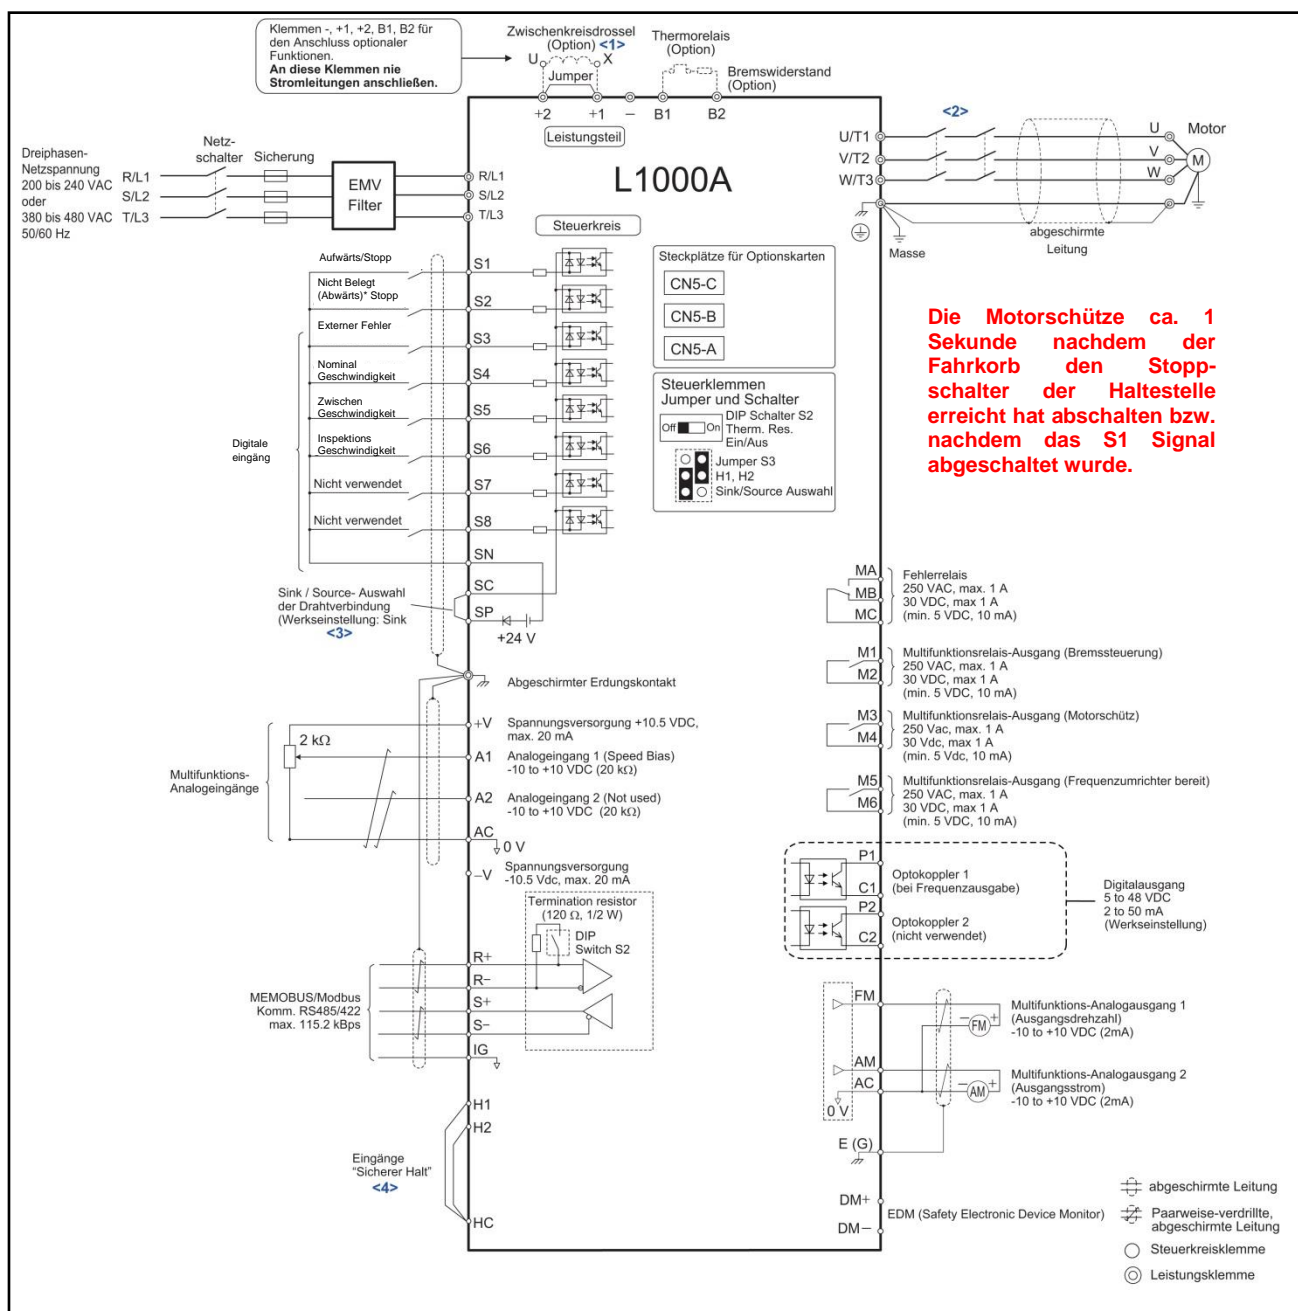 Klemmen -, +1, +2, B1, B2 für
den Anschluss optionaler
Funktionen.
An diese Klemmen nie
Stromleitungen anschließen.
Zwischenkreisdrossel
(Option) <1>
U
X
Jumper
Thermorelais
(Option)
Bremswiderstand
(Option)
+2
+1
–
B1
B2
Leistungsteil
L1000A
Dreiphasen-
Netzspannung
200 bis 240 VAC
oder
380 bis 480 VAC
50/60 Hz
Netz-
schalter
Sicherung
R/L1
S/L2
T/L3
EMV
Filter
R/L1
S/L2
T/L3
U/T1
V/T2
W/T3
<2>
U
V
W
Motor
M
Masse
abgeschirmte
Leitung
Steuerkreis
Aufwärts/Stopp
S1
Nicht Belegt
(Abwärts)* Stopp
S2
Externer Fehler
S3
Nominal
Geschwindigkeit
S4
Zwischen
Geschwindigkeit
S5
Inspektions
Geschwindigkeit
S6
Nicht verwendet
S7
Nicht verwendet
S8
Digitale
eingäng
SN
SC
SP
+24 V
Sink / Source- Auswahl
der Drahtverbindung
(Werkseinstellung: Sink
<3>
Steckplätze für Optionskarten
CN5-C
CN5-B
CN5-A
Steuerklemmen
Jumper und Schalter
Off
On
DIP Schalter S2
Therm. Res.
Ein/Aus
Jumper S3
H1, H2
Sink/Source Auswahl
Die Motorschütze ca. 1
Sekunde nachdem der
Fahrkorb den Stopp-
schalter der Haltestelle
erreicht hat abschalten bzw.
nachdem das S1 Signal
abgeschaltet wurde.
Abgeschirmter Erdungskontakt
Multifunktions-
Analogeingänge
2 kΩ
+V
Spannungsversorgung +10.5 VDC,
max. 20 mA
A1
Analogeingang 1 (Speed Bias)
-10 to +10 VDC (20 kΩ)
A2
Analogeingang 2 (Not used)
-10 to +10 VDC (20 kΩ)
AC
0 V
–V
Spannungsversorgung
-10.5 Vdc, max. 20 mA
Termination resistor
(120 Ω, 1/2 W)
DIP
Switch S2
MEMOBUS/Modbus
Komm. RS485/422
max. 115.2 kBps
R+
R–
S+
S–
IG
H1
H2
HC
Eingänge
"Sicherer Halt"
<4>
MA
MB
MC
Fehlerrelais
250 VAC, max. 1 A
30 VDC, max 1 A
(min. 5 VDC, 10 mA)
M1
M2
Multifunktionsrelais-Ausgang (Bremssteuerung)
250 VAC, max. 1 A
30 VDC, max 1 A
(min. 5 VDC, 10 mA)
M3
M4
Multifunktionsrelais-Ausgang (Motorschütz)
250 Vac, max. 1 A
30 Vdc, max 1 A
(min. 5 Vdc, 10 mA)
M5
M6
Multifunktionsrelais-Ausgang (Frequenzumrichter bereit)
250 VAC, max. 1 A
30 VDC, max 1 A
(min. 5 VDC, 10 mA)
P1
C1
Optokoppler 1
(bei Frequenzausgabe)
P2
C2
Optokoppler 2
(nicht verwendet)
Digitalausgang
5 to 48 VDC
2 to 50 mA
(Werkseinstellung)
FM
– FM +
Multifunktions-Analogausgang 1
(Ausgangsdrehzahl)
-10 to +10 VDC (2mA)
AM
AC
0 V
– AM +
Multifunktions-Analogausgang 2
(Ausgangsstrom)
-10 to +10 VDC (2mA)
E (G)
DM+
DM–
EDM (Safety Electronic Device Monitor)
abgeschirmte Leitung
Paarweise-verdrillte,
abgeschirmte Leitung
Steuerkreisklemme
Leistungsklemme